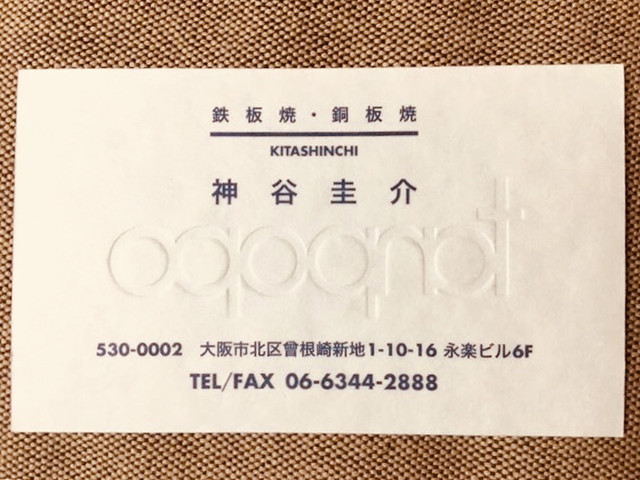 鉄板焼・銅板焼
KITASHINCHI
神谷圭介
530-0002 大阪市北区曾根崎新地1-10-16 永楽ビル6F
TEL/FAX 06-6344-2888